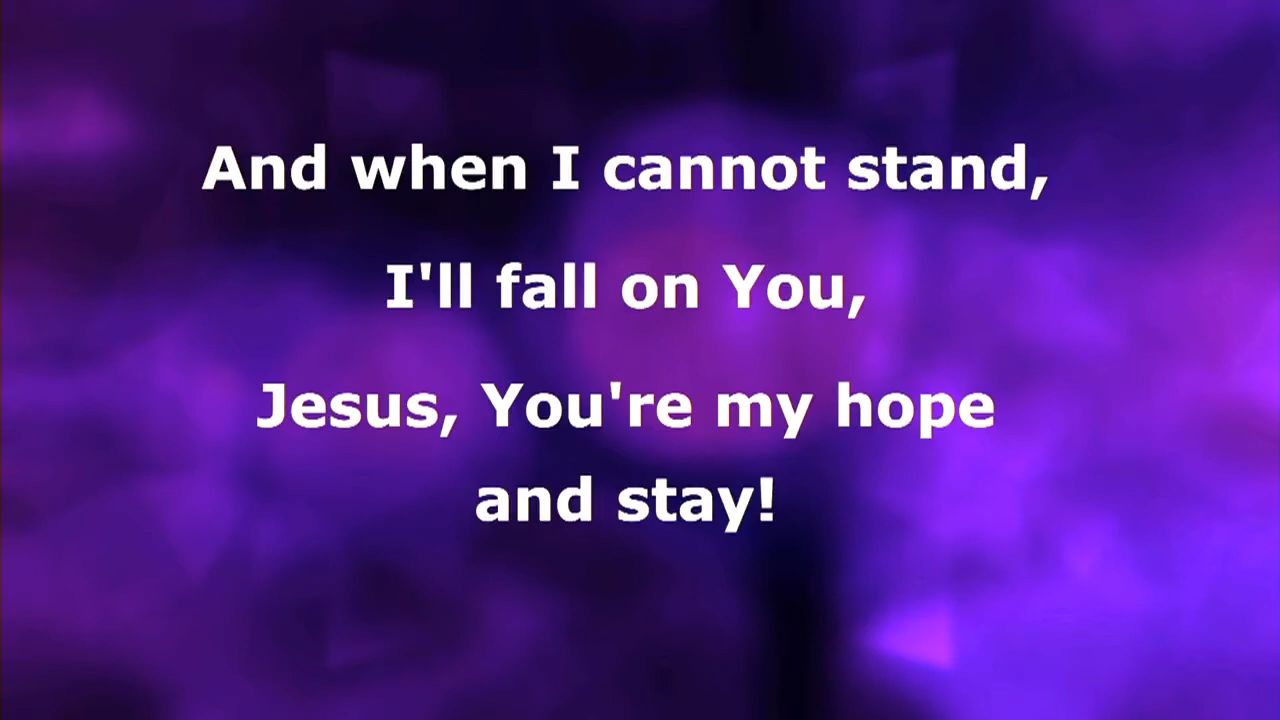 And when I cannot stand,
I'll fall on You,
Jesus, You're my hope
and stay!